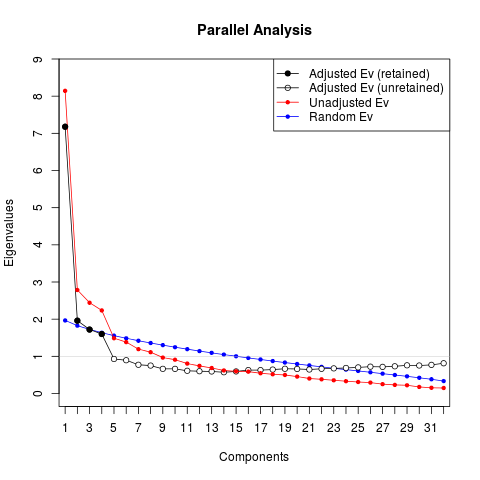 Parallel Analysis
Adjusted Ev (retained)
Adjusted Ev (unretained)
Unadjusted Ev
Random Ev
Eigenvalues
9
8
7
6
5
4
3
2
1
0
1 3 5 7 9 11 13 15 17 19 21 23 25 27 29 31
Components